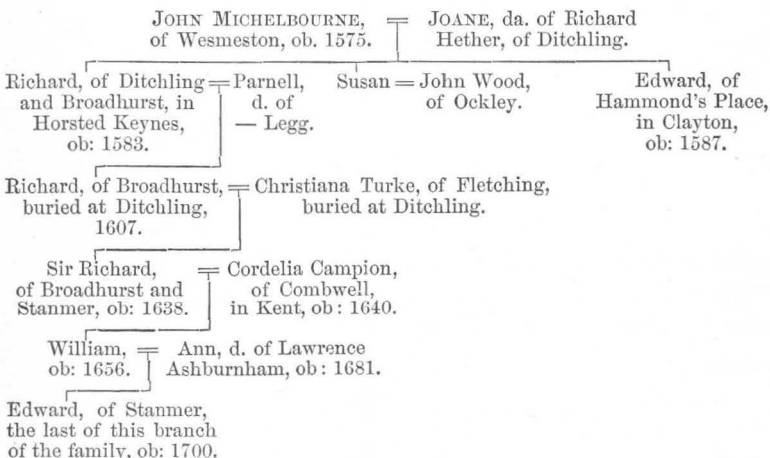 JOHN MICHELBOURNE, = JOANE, da. of Richard
of Wesmeston, ob. 1575. Hether, of Ditchling.
Richard, of Ditchling = Parnell,
and Broadhurst, in d. of
Horsted Keynes, — Legg.
ob: 1583.
Susan = John Wood,
of Ockley.
Edward, of
Hammond's Place,
in Clayton,
ob: 1587.
Richard, of Broadhurst, = Christiana Turke, of Fletching,
buried at Ditchling, buried at Ditchling.
1607.
Sir Richard, = Cordelia Campion,
of Broadhurst and of Combwell,
Stanmer, ob: 1638. in Kent, ob: 1640.
William, = Ann, d. of Lawrence
ob: 1656. Ashburnham, ob: 1681.
Edward, of Stanmer,
the last of this branch
of the family, ob: 1700.